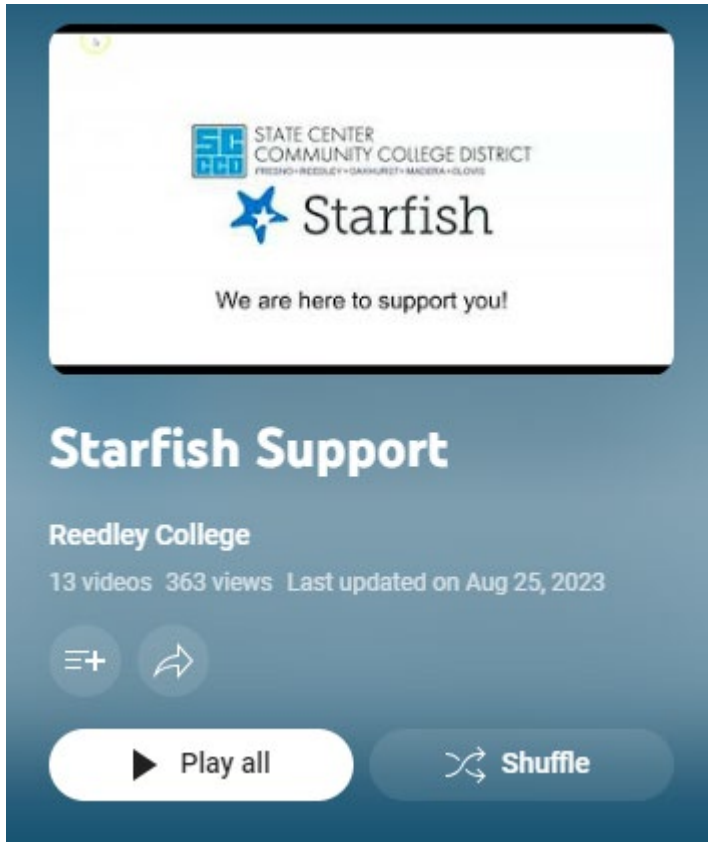 SC
CCD
STATE CENTER
COMMUNITY COLLEGE DISTRICT
FRESNO•REEDLEY•OAKHURST•MADERA•CLOVIS
Starfish
We are here to support you!
Starfish Support
Reedley College
13 videos 363 views Last updated on Aug 25, 2023
Play all
Shuffle